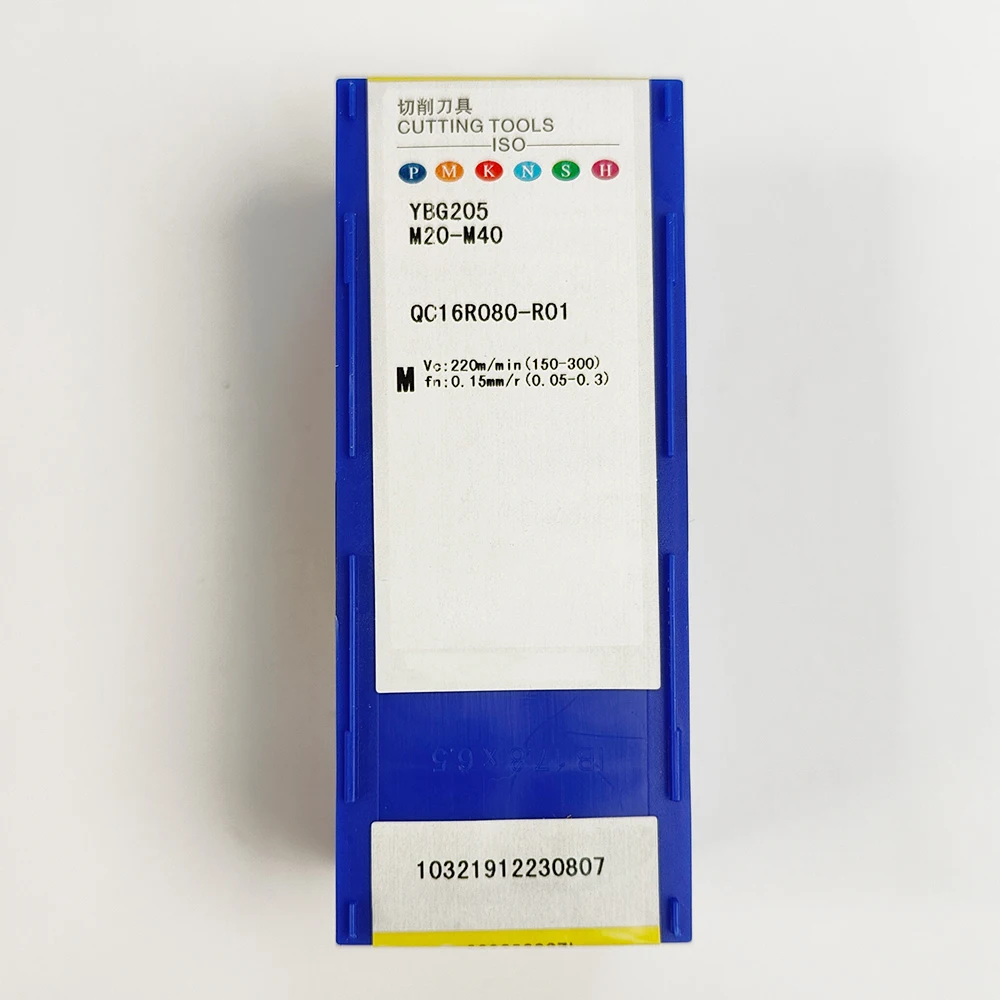 切削刀具
CUTTING TOOLS
ISO
P M K N S H
YBG205
M20-M40
QC16R080-R01
M
Vc:220m/min(150-300)
fn:0.15mm/r(0.05-0.3)
10321912230807